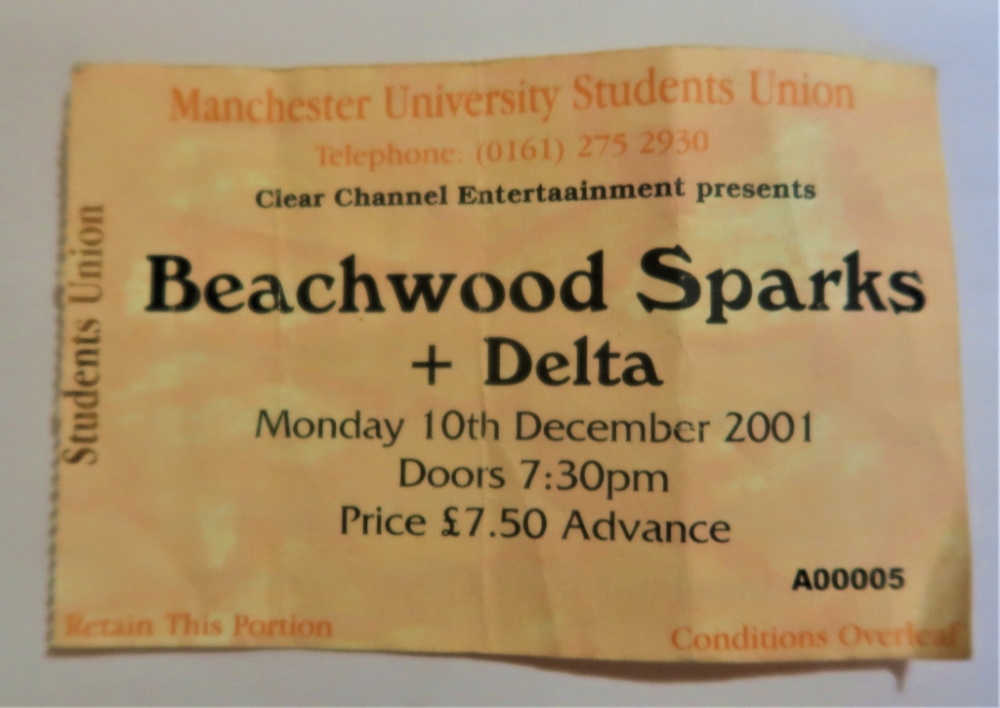 Manchester University Students Union
Telephone: (0161) 275 2930
Clear Channel Entertaainment presents
Beachwood Sparks
+ Delta
Monday 10th December 2001
Doors 7:30pm
Price £7.50 Advance
A00005
Retain This Portion
Conditions Overleaf
Students Union